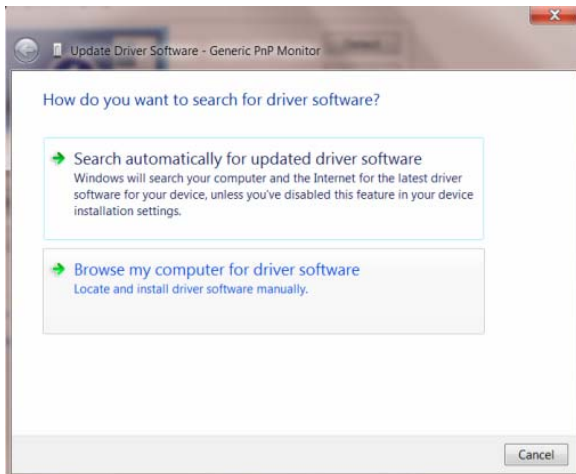 Update Driver Software - Generic PnP Monitor
How do you want to search for driver software?
Search automatically for updated driver software
Windows will search your computer and the Internet for the latest driver
software for your device, unless you've disabled this feature in your device
installation settings.
Browse my computer for driver software
Locate and install driver software manually.
Cancel